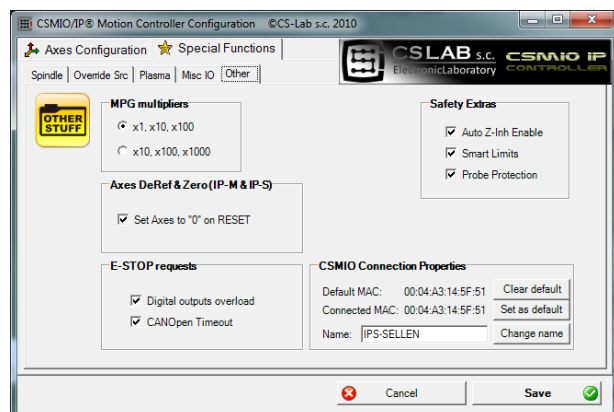 CSMIO/IP® Motion Controller Configuration ©CS-Lab s.c. 2010
Axes Configuration Special Functions
CSLAB s.c.
ElectronicLaboratory
CSMIO IP
CONTROLLER
Spindle Override Src Plasma Misc IO Other
OTHER
STUFF
MPG multipliers
x1, x10, x100
x10, x100, x1000
Safety Extras
Auto Z-Inh Enable
Smart Limits
Probe Protection
Axes DeRef & Zero (IP-M & IP-S)
Set Axes to "0" on RESET
E-STOP requests
Digital outputs overload
CANOpen Timeout
CSMIO Connection Properties
Default MAC: 00:04:A3:14:5F:51 Clear default
Connected MAC: 00:04:A3:14:5F:51 Set as default
Name: IPS-SELLEN Change name
Cancel Save